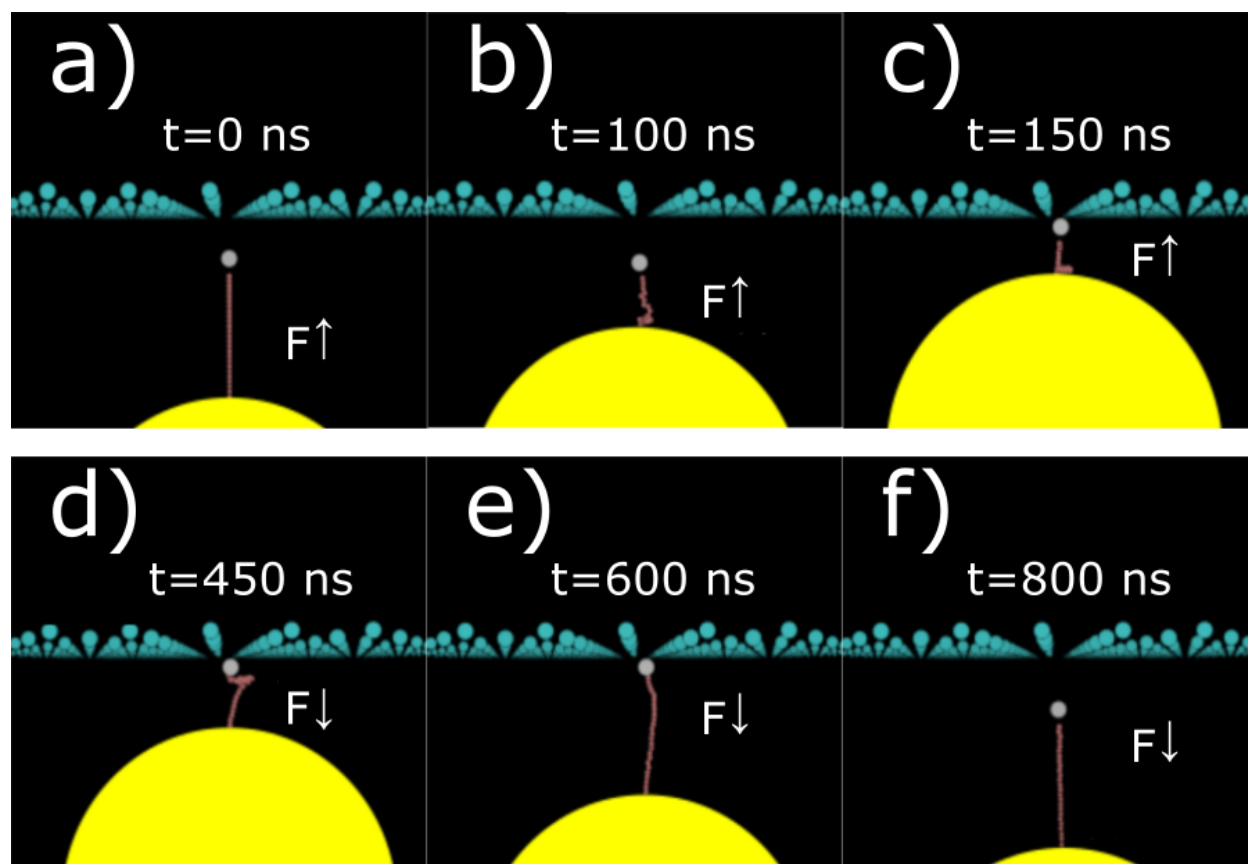 a)
t=0 ns
F↑
b)
t=100 ns
F↑
c)
t=150 ns
F↑
d)
t=450 ns
F↓
e)
t=600 ns
F↓
f)
t=800 ns
F↓